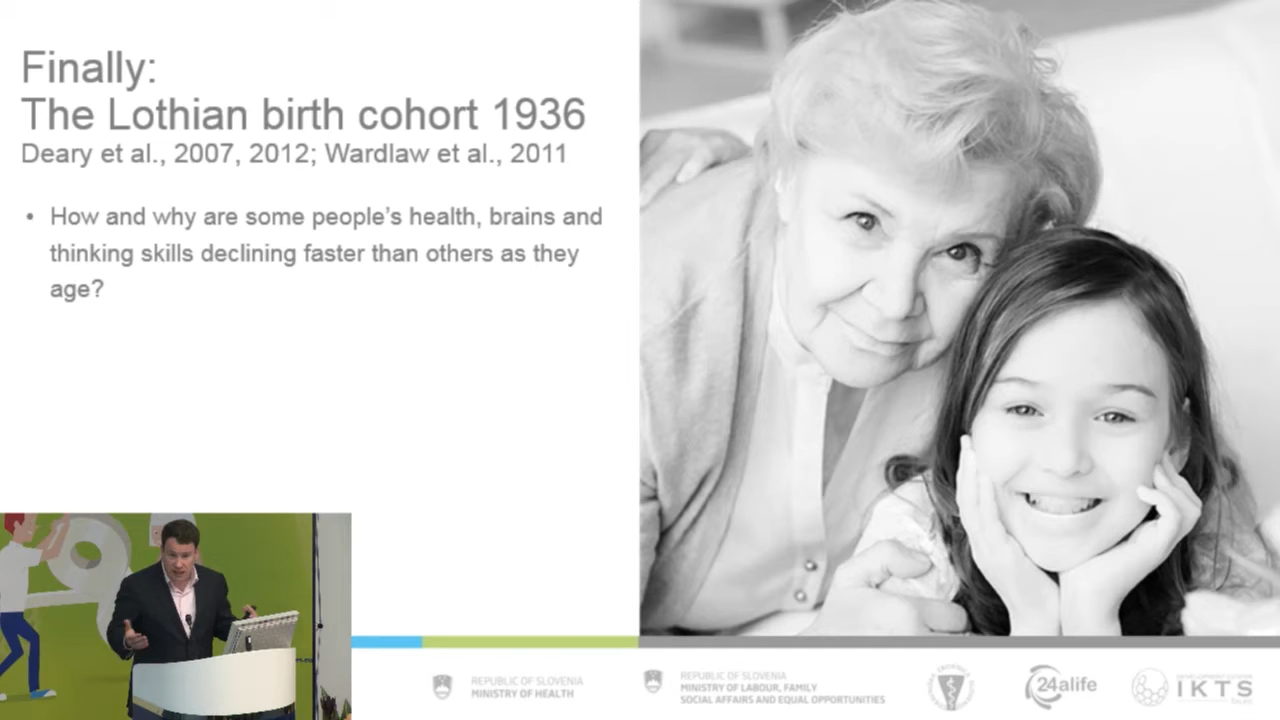 Finally:
The Lothian birth cohort 1936
Deary et al., 2007, 2012; Wardlaw et al., 2011
• How and why are some people's health, brains and
thinking skills declining faster than others as they
age?
REPUBLIC OF SLOVENIA
MINISTRY OF HEALTH
REPUBLIC OF SLOVENIA
MINISTRY OF LABOUR, FAMILY
SOCIAL AFFAIRS AND EQUAL OPPORTUNITIES
24alife
IKTS